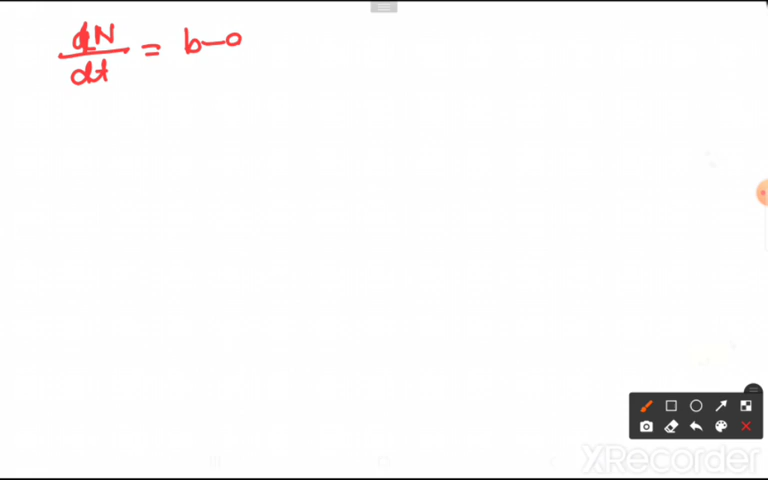 dN/dt = b-o
XRecorder